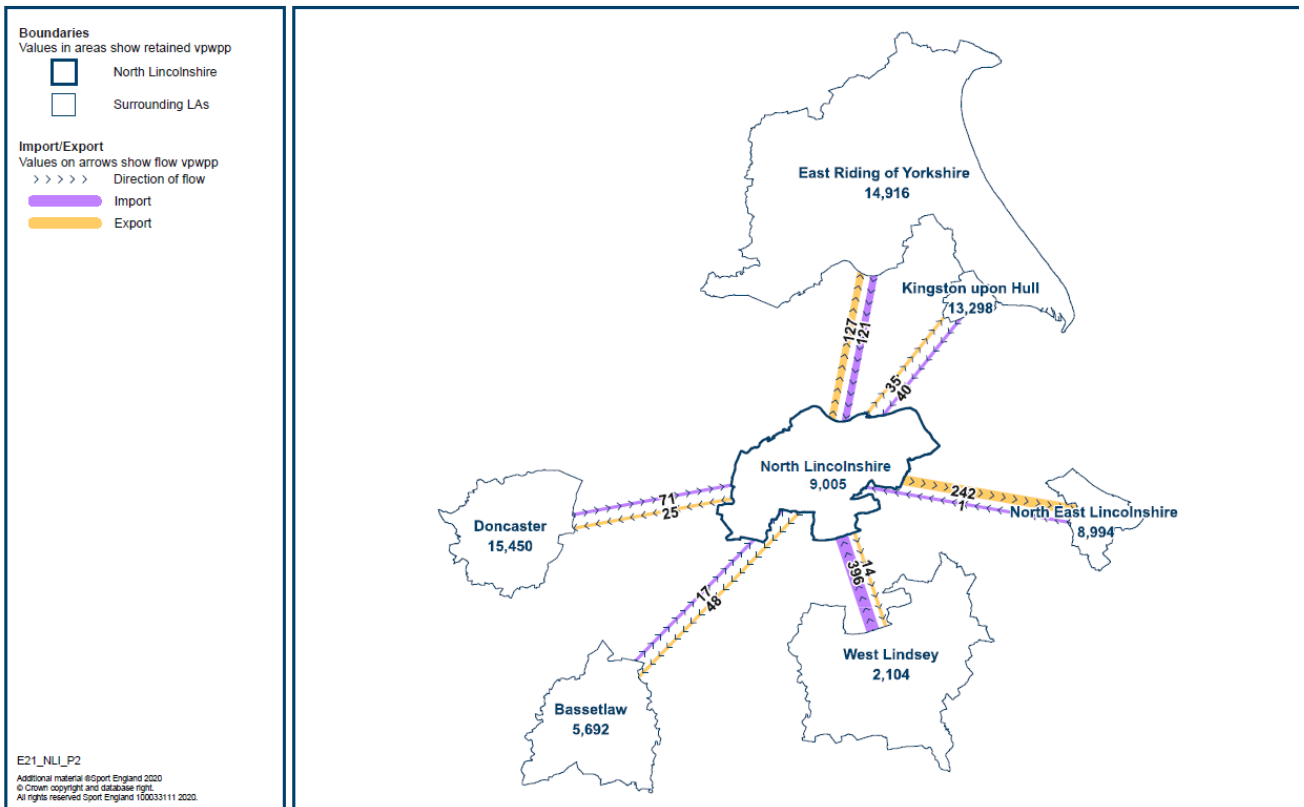 Boundaries
Values in areas show retained vpwpp
North Lincolnshire
Surrounding LAs
Import/Export
Values on arrows show flow vpwpp
> > > > > Direction of flow
Import
Export
E21_NLI_P2
Additional material ®Sport England 2020
© Crown copyright and database right.
All rights reserved Sport England 100033111 2020.
East Riding of Yorkshire
14,916
Kingston upon Hull
13,298
127
121
35
40
North Lincolnshire
9,005
71
25
Doncaster
15,450
242
1
North East Lincolnshire
8,994
396
14
17
48
West Lindsey
2,104
Bassetlaw
5,692